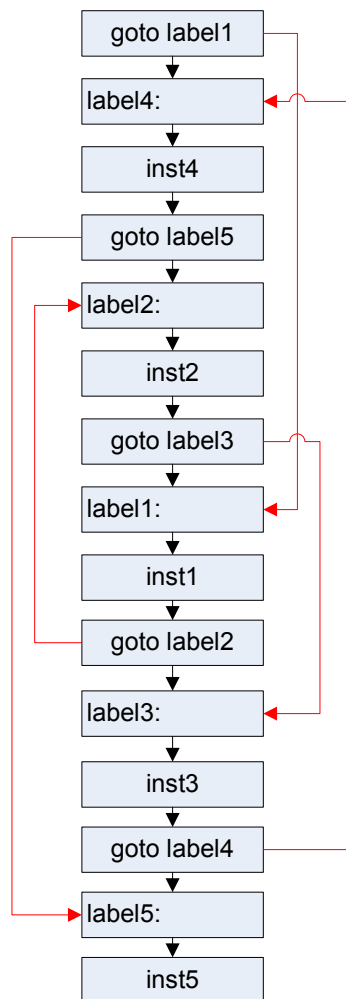 goto label1
label4:
inst4
goto label5
label2:
inst2
goto label3
label1:
inst1
goto label2
label3:
inst3
goto label4
label5:
inst5